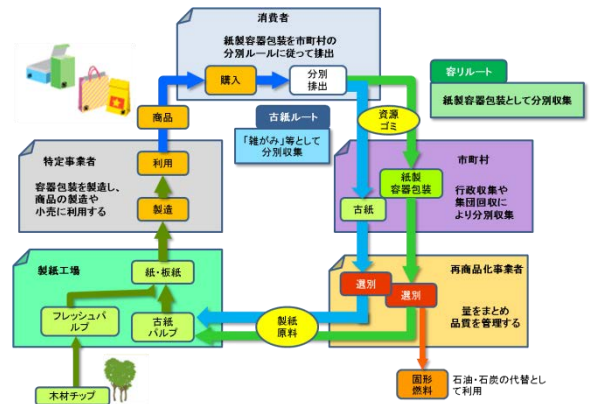 消費者
紙製容器包装を市町村の
分別ルールに従って排出
購入
分別
排出
容リルート
紙製容器包装として分別収集
古紙ルート
「雑がみ」等として
分別収集
資源
ゴミ
商品
特定事業者
容器包装を製造し、
商品の製造や
小売に利用する
利用
製造
市町村
行政収集や
集団回収に
より分別収集
紙製
容器包装
古紙
製紙工場
紙・板紙
フレッシュパ
ルプ
古紙
パルプ
木材チップ
製紙
原料
再商品化事業者
量をまとめ
品質を管理する
選別
選別
固形
燃料
石油・石炭の代替とし
て利用